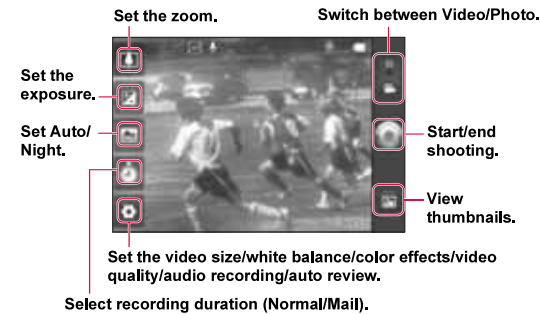 Set the zoom.
Switch between Video/Photo.
Set the
exposure.
Set Auto/
Night.
Start/end
shooting.
View
thumbnails.
Set the video size/white balance/color effects/video
quality/audio recording/auto review.
Select recording duration (Normal/Mail).